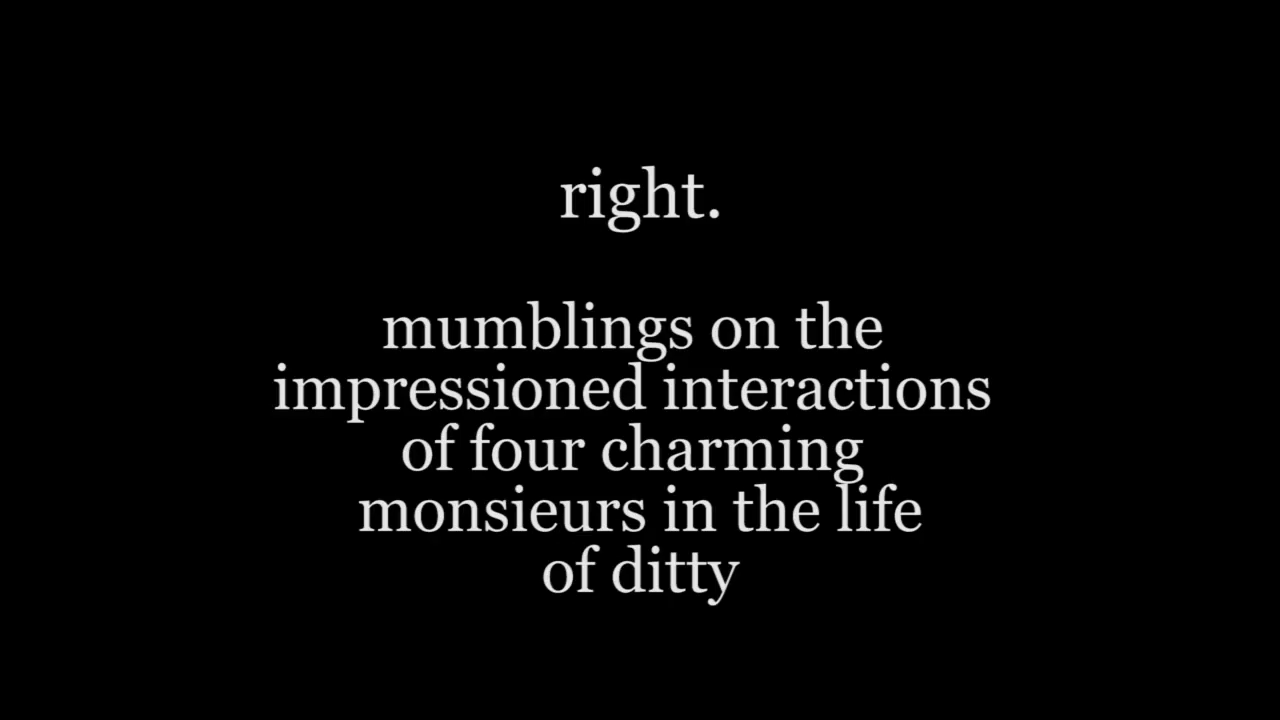 right.
mumblings on the
impressioned interactions
of four charming
monsieurs in the life
of ditty